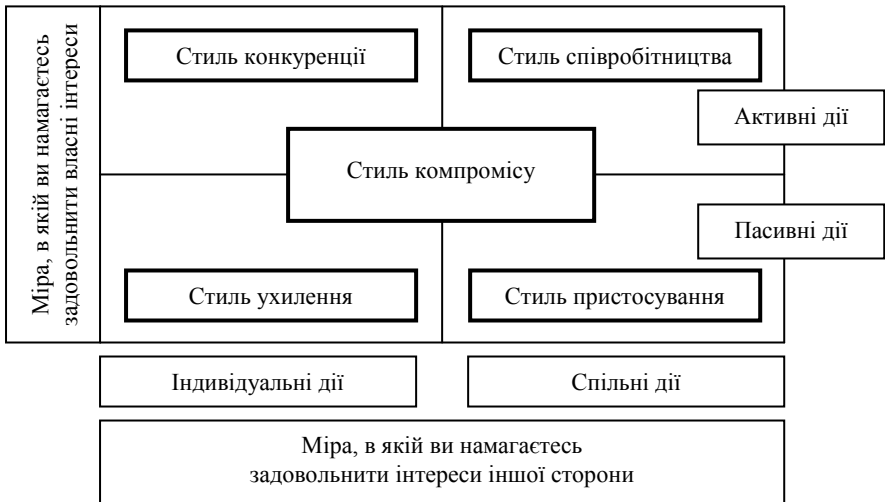 Міра, в якій ви намагаєтесь
задовольнити власні інтереси
Стиль конкуренції
Стиль співробітництва
Активні дії
Стиль компромісу
Пасивні дії
Стиль ухилення
Стиль пристосування
Індивідуальні дії
Спільні дії
Міра, в якій ви намагаєтесь
задовольнити інтереси іншої сторони